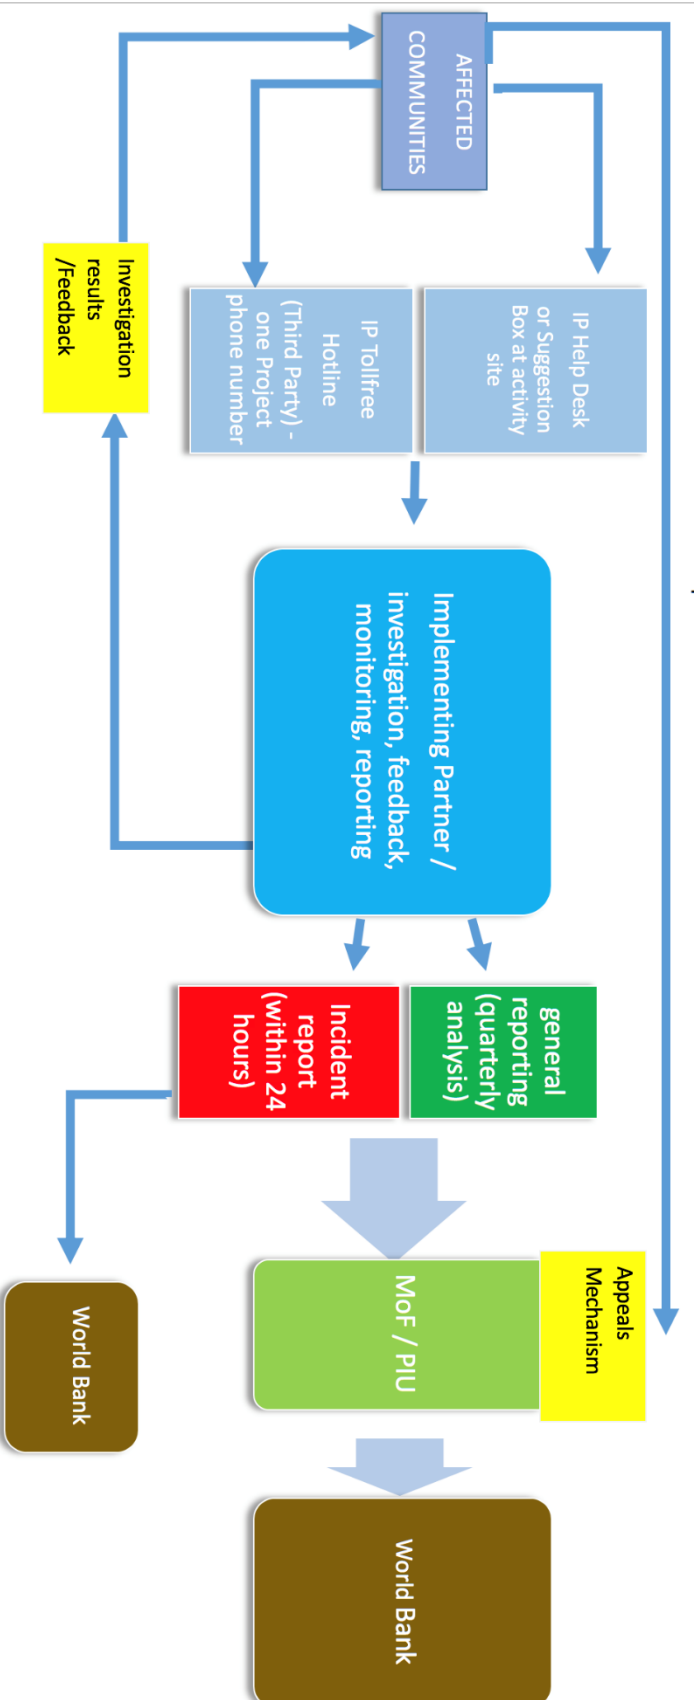 AFFECTED
COMMUNITIES
IP Help Desk
or Suggestion
Box at activity
site
IP Tollfree
Hotline
(Third Party) -
one Project
phone number
Investigation
results
/Feedback
Implementing Partner /
investigation, feedback,
monitoring, reporting
general
reporting
(quarterly
analysis)
Incident
report
(within 24
hours)
Appeals
Mechanism
MoF / PIU
World Bank
World Bank